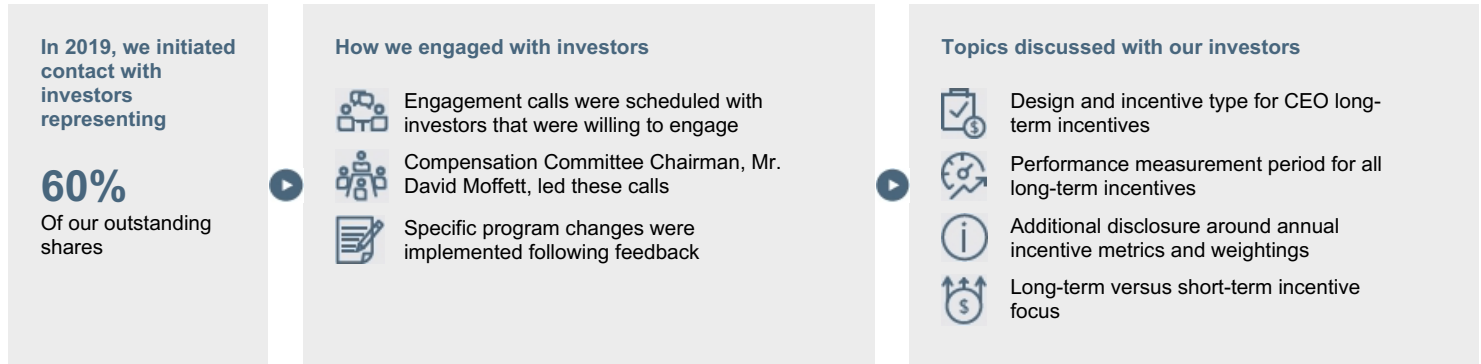 In 2019, we initiated
contact with
investors
representing
60%
Of our outstanding
shares
How we engaged with investors
Engagement calls were scheduled with
investors that were willing to engage
Compensation Committee Chairman, Mr.
David Moffett, led these calls
Specific program changes were
implemented following feedback
Topics discussed with our investors
Design and incentive type for CEO long-
term incentives
Performance measurement period for all
long-term incentives
Additional disclosure around annual
incentive metrics and weightings
Long-term versus short-term incentive
focus